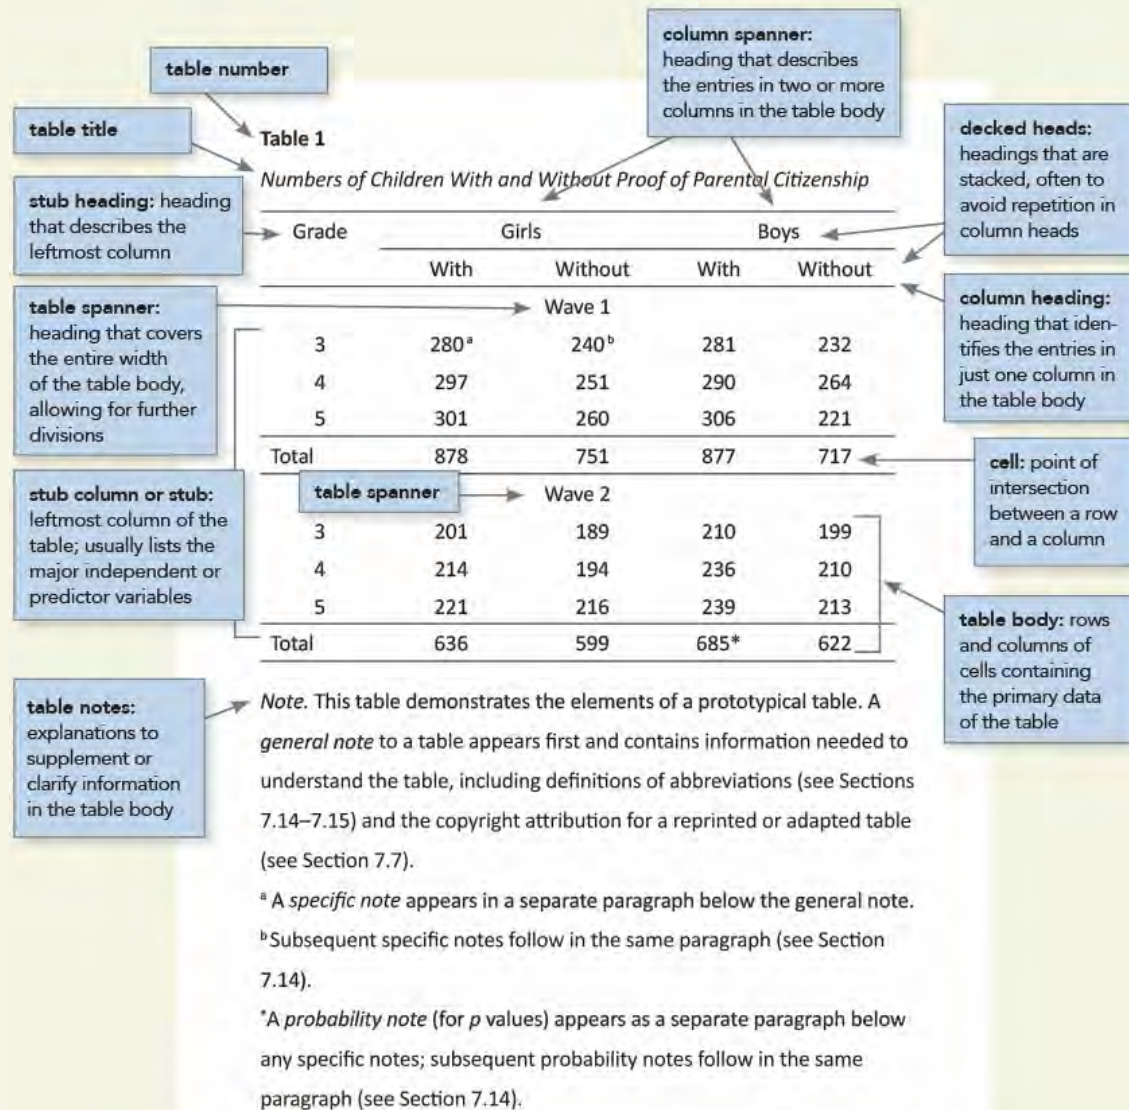 column spanner:
heading that describes
the entries in two or more
columns in the table body
table number
table title
Table 1
decked heads:
headings that are
stacked, often to
avoid repetition in
column heads
Numbers of Children With and Without Proof of Parental Citizenship
stub heading: heading
that describes the
leftmost column
Grade Girls Boys
With Without With Without
column heading:
heading that iden-
tifies the entries in
just one column in
the table body
table spanner:
heading that covers
the entire width
of the table body,
allowing for further
divisions
Wave 1
3 280ᵃ 240ᵇ 281 232
4 297 251 290 264
5 301 260 306 221
Total 878 751 877 717
cell: point of
intersection
between a row
and a column
stub column or stub:
leftmost column of the
table; usually lists the
major independent or
predictor variables
table spanner
Wave 2
3 201 189 210 199
4 214 194 236 210
5 221 216 239 213
Total 636 599 685* 622
table body: rows
and columns of
cells containing
the primary data
of the table
table notes:
explanations to
supplement or
clarify information
in the table body
Note. This table demonstrates the elements of a prototypical table. A
general note to a table appears first and contains information needed to
understand the table, including definitions of abbreviations (see Sections
7.14–7.15) and the copyright attribution for a reprinted or adapted table
(see Section 7.7).
ᵃ A specific note appears in a separate paragraph below the general note.
ᵇ Subsequent specific notes follow in the same paragraph (see Section
7.14).
*A probability note (for p values) appears as a separate paragraph below
any specific notes; subsequent probability notes follow in the same
paragraph (see Section 7.14).